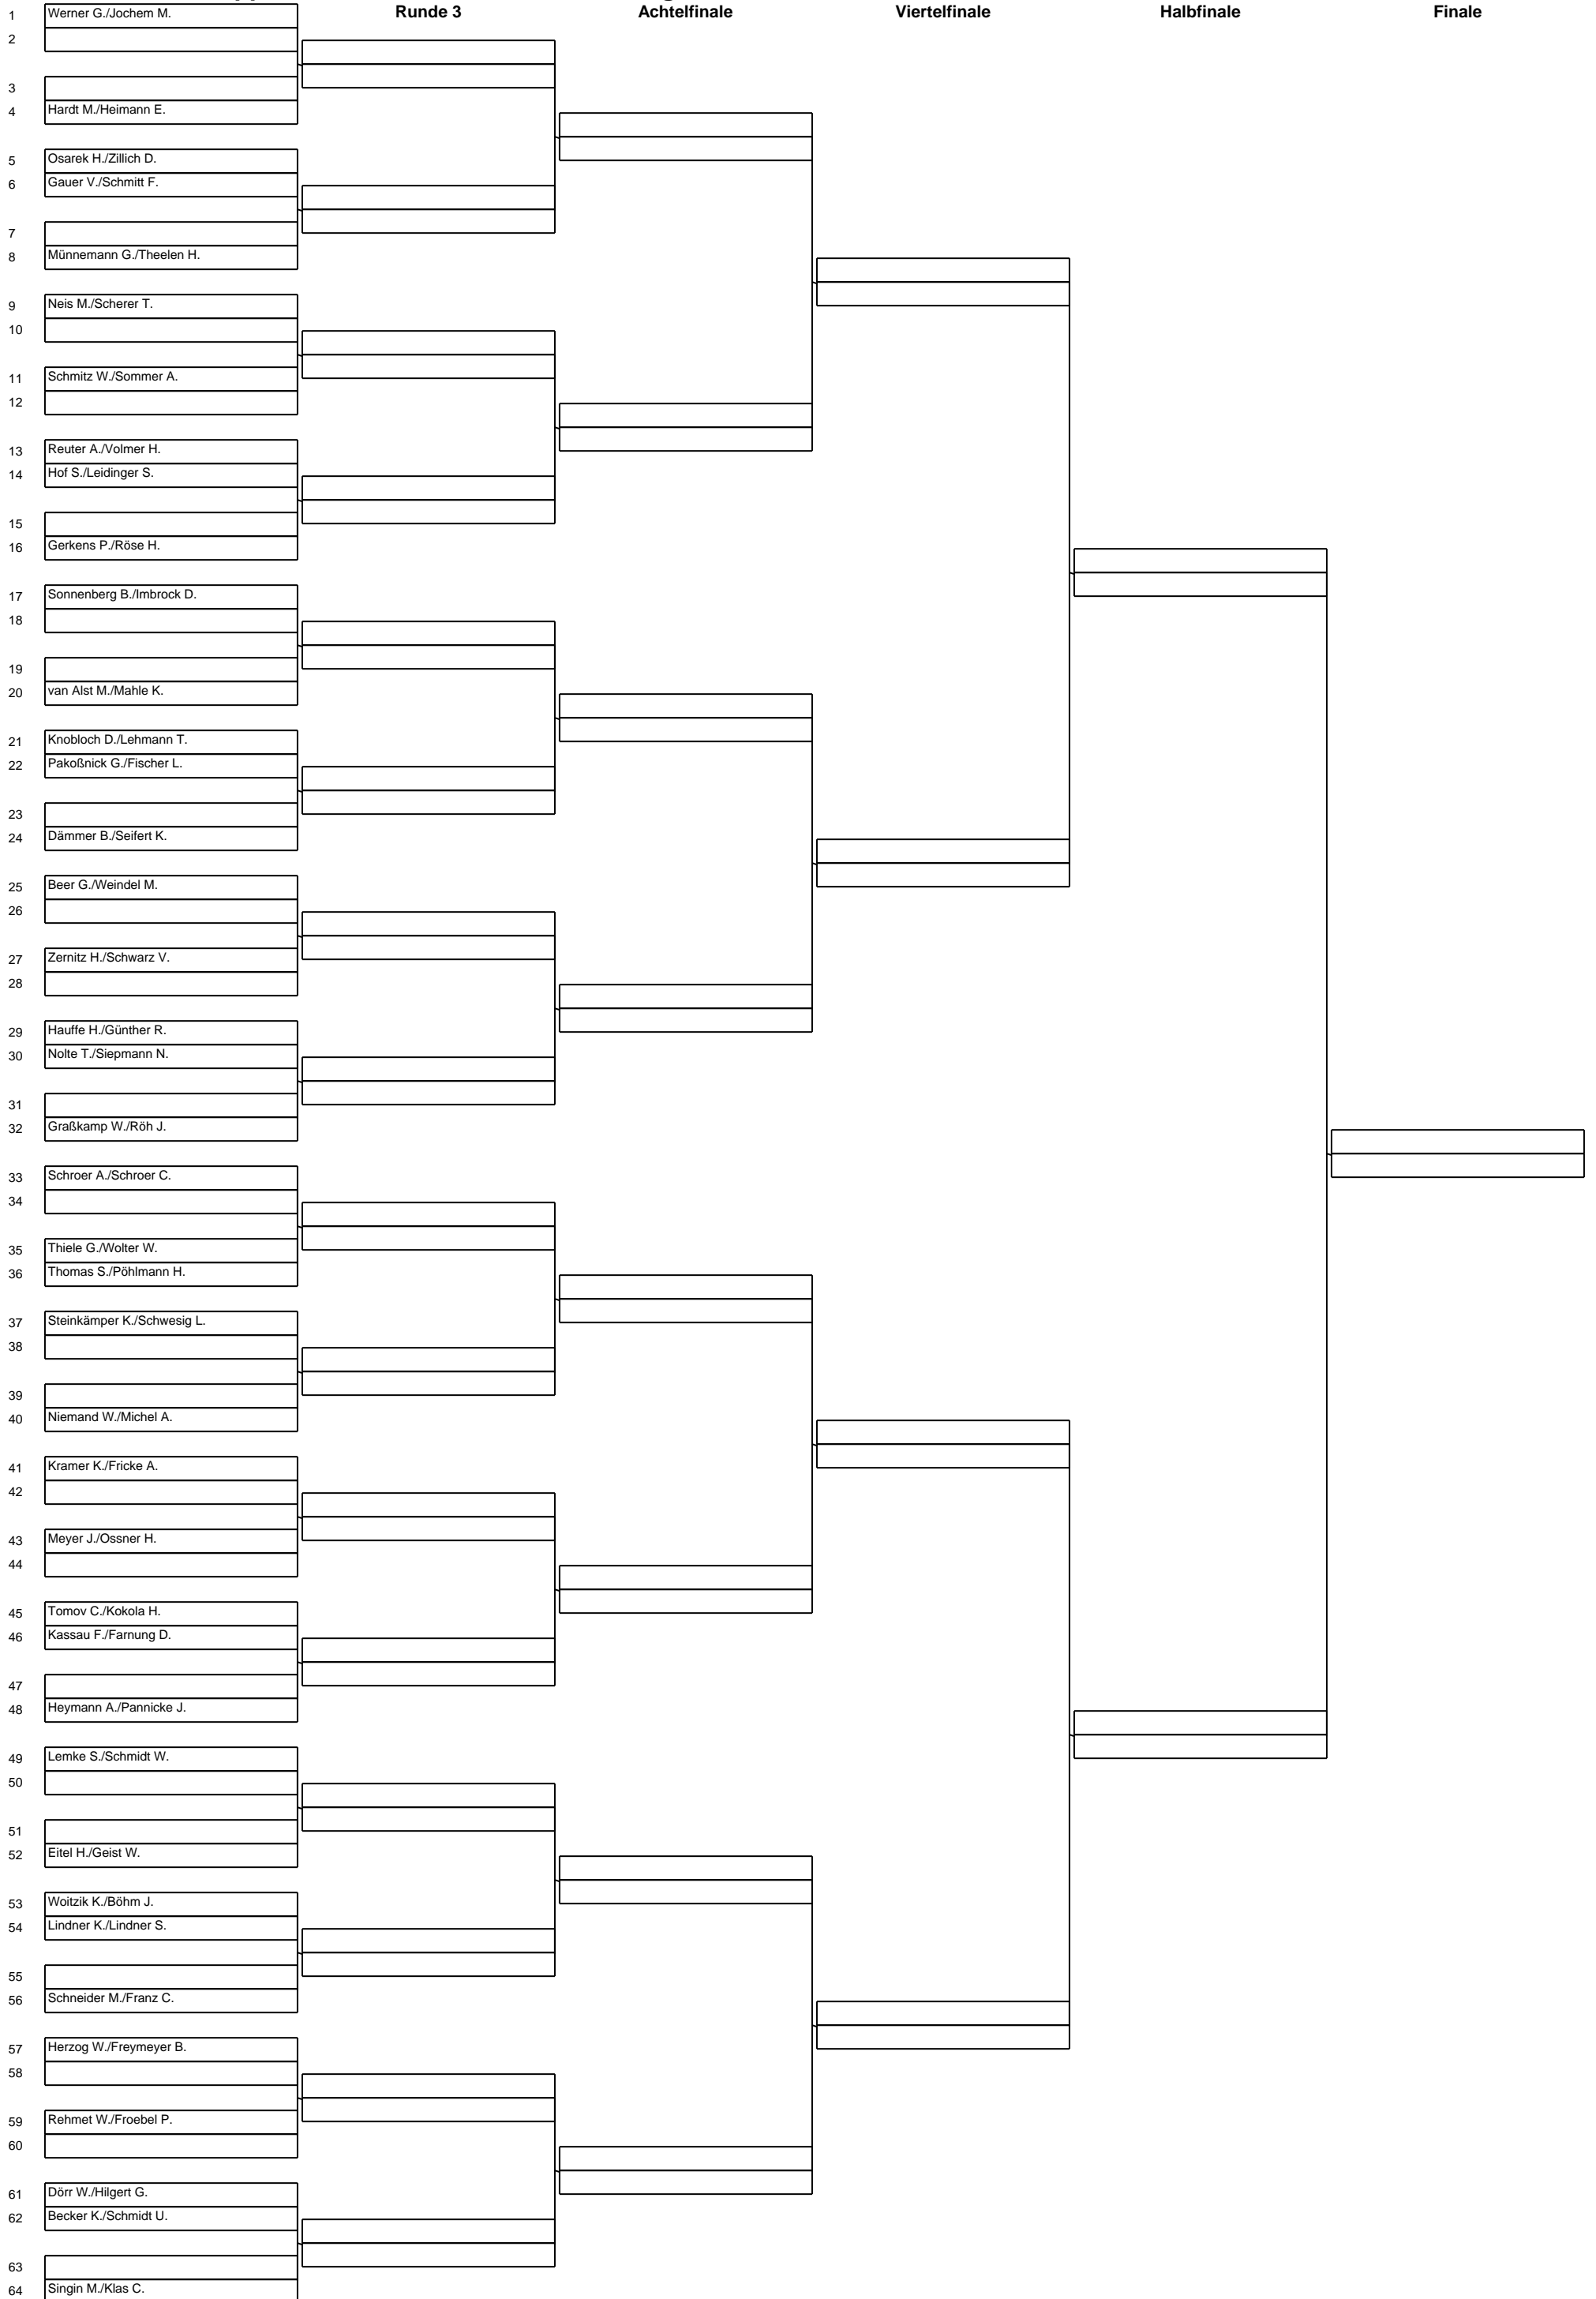 Runde 3 Achtelfinale Viertelfinale Halbfinale Finale
1 Werner G./Jochem M.
2
3
4 Hardt M./Heimann E.
5 Osarek H./Zillich D.
6 Gauer V./Schmitt F.
7
8 Münnemann G./Theelen H.
9 Neis M./Scherer T.
10
11 Schmitz W./Sommer A.
12
13 Reuter A./Volmer H.
14 Hof S./Leidinger S.
15
16 Gerkens P./Röse H.
17 Sonnenberg B./Imbrock D.
18
19
20 van Alst M./Mahle K.
21 Knobloch D./Lehmann T.
22 Pakoßnick G./Fischer L.
23
24 Dämmer B./Seifert K.
25 Beer G./Weindel M.
26
27 Zernitz H./Schwarz V.
28
29 Hauffe H./Günther R.
30 Nolte T./Siepmann N.
31
32 Graßkamp W./Röh J.
33 Schroer A./Schroer C.
34
35 Thiele G./Wolter W.
36 Thomas S./Pöhlmann H.
37 Steinkämper K./Schwesig L.
38
39
40 Niemand W./Michel A.
41 Kramer K./Fricke A.
42
43 Meyer J./Ossner H.
44
45 Tomov C./Kokola H.
46 Kassau F./Farnung D.
47
48 Heymann A./Pannicke J.
49 Lemke S./Schmidt W.
50
51
52 Eitel H./Geist W.
53 Woitzik K./Böhm J.
54 Lindner K./Lindner S.
55
56 Schneider M./Franz C.
57 Herzog W./Freymeyer B.
58
59 Rehmet W./Froebel P.
60
61 Dörr W./Hilgert G.
62 Becker K./Schmidt U.
63
64 Singin M./Klas C.